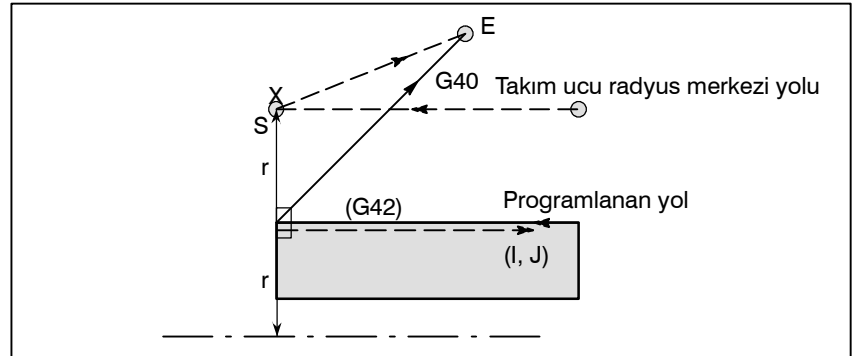 E
G40
Takım ucu radyus merkezi yolu
X
S
r
Programlanan yol
(G42)
(I, J)
r